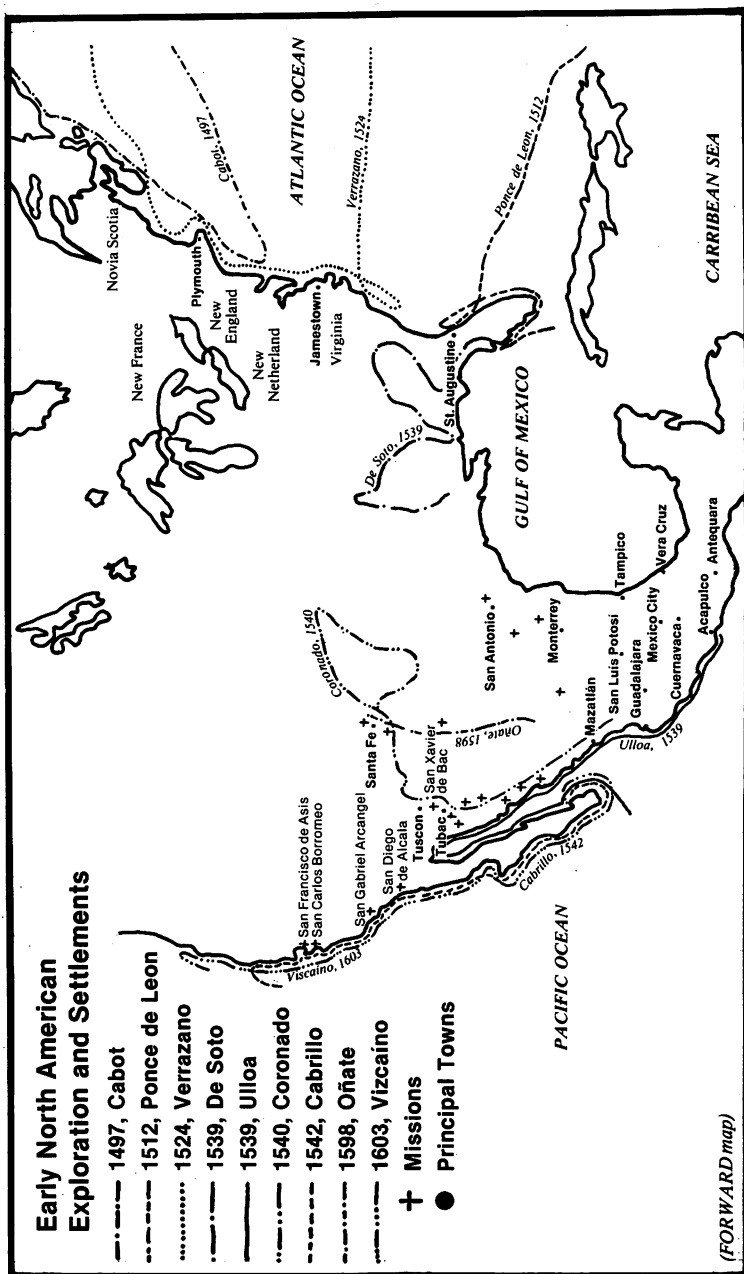 Early North American
Exploration and Settlements
1497, Cabot
1512, Ponce de Leon
1524, Verrazano
1539, De Soto
1539, Ulloa
1540, Coronado
1542, Cabrillo
1598, Oñate
1603, Vizcaíno
Missions
Principal Towns
(FORWARD map)
PACIFIC OCEAN
Viscaino, 1603
San Francisco de Asis
San Carlos Borromeo
San Gabriel Arcangel
San Diego
de Alcala
Tuscon
Tubac
San Xavier
de Bac
Santa Fe
Coronado, 1540
Oñate, 1598
Cabrillo, 1542
Ulloa, 1539
Mazatlán
San Luís Potosí
Guadalajara
Mexico City
Cuernavaca
Acapulco
Antequara
Vera Cruz
Tampico
Monterrey
San Antonio
GULF OF MEXICO
De Soto, 1539
St. Augustine
New France
Novia Scotia
Plymouth
New
England
New
Netherland
Jamestown
Virginia
ATLANTIC OCEAN
Cabot, 1497
Verrazano, 1524
Ponce de Leon, 1512
CARRIBEAN SEA